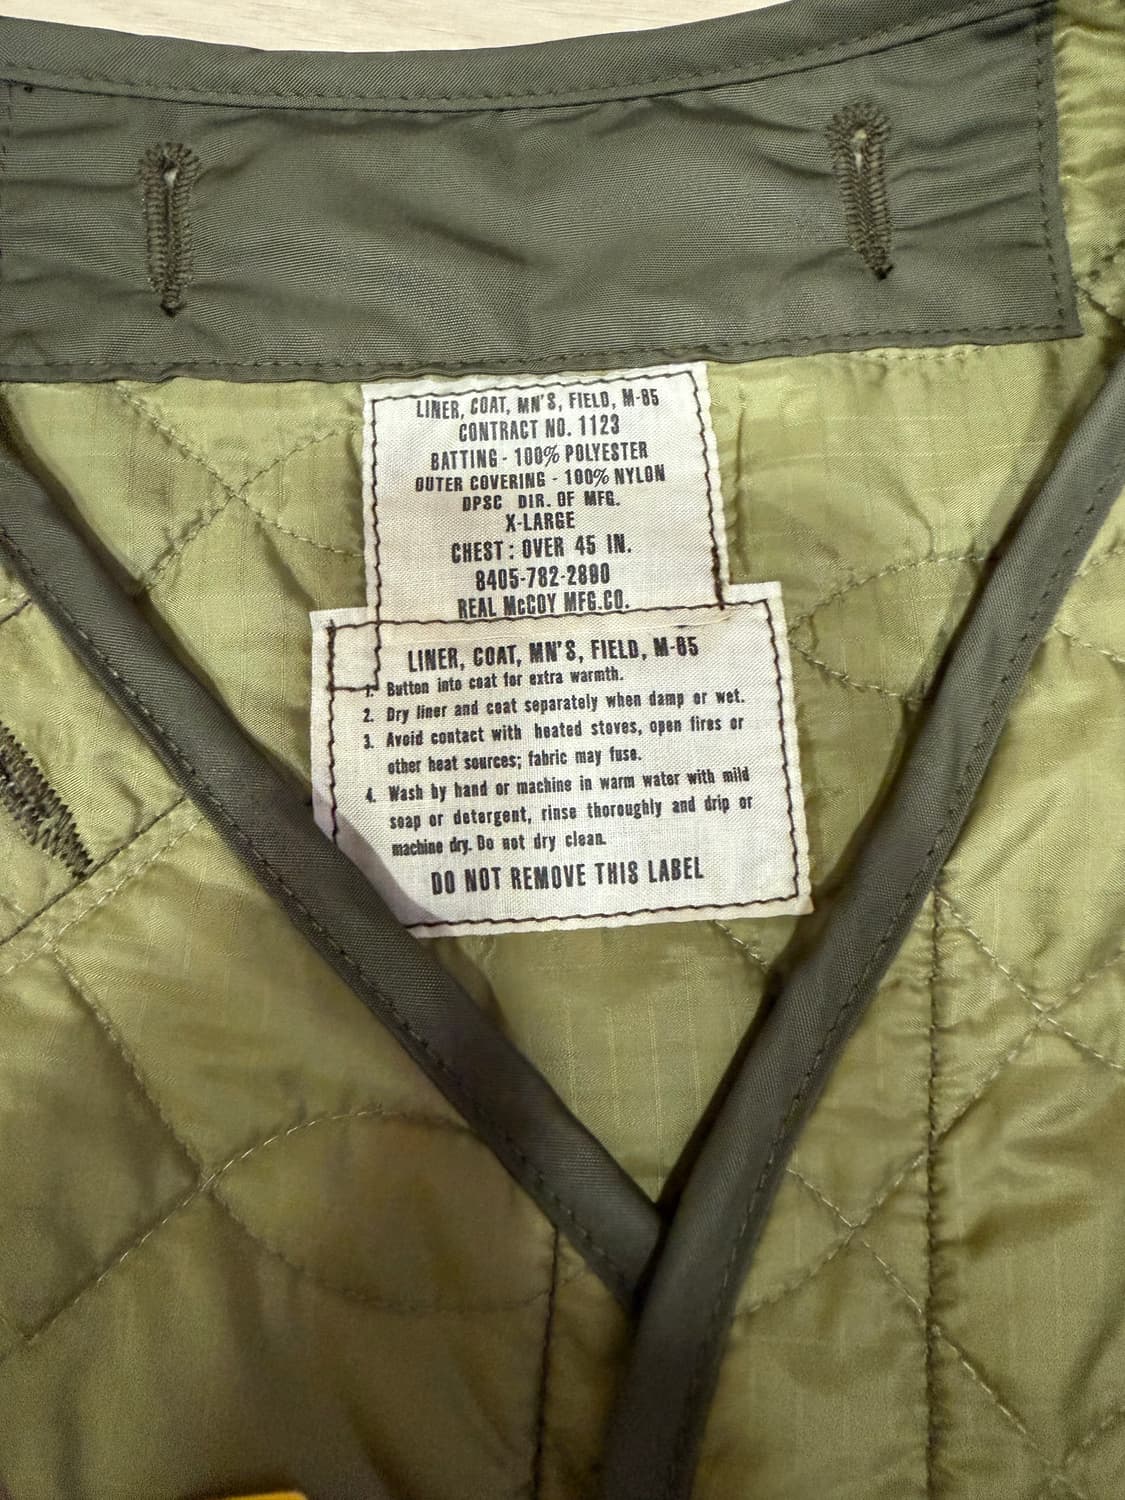 LINER, COAT, MN'S, FIELD, M-65
CONTRACT NO. 1123
BATTING - 100% POLYESTER
OUTER COVERING - 100% NYLON
DPSC DIR. OF MFG.
X-LARGE
CHEST : OVER 45 IN.
8405-782-2890
REAL McCOY MFG.CO.
LINER, COAT, MN'S, FIELD, M-65
1. Button into coat for extra warmth.
2. Dry liner and coat separately when damp or wet.
3. Avoid contact with heated stoves, open fires or
other heat sources; fabric may fuse.
4. Wash by hand or machine in warm water with mild
soap or detergent, rinse thoroughly and drip or
machine dry. Do not dry clean.
DO NOT REMOVE THIS LABEL